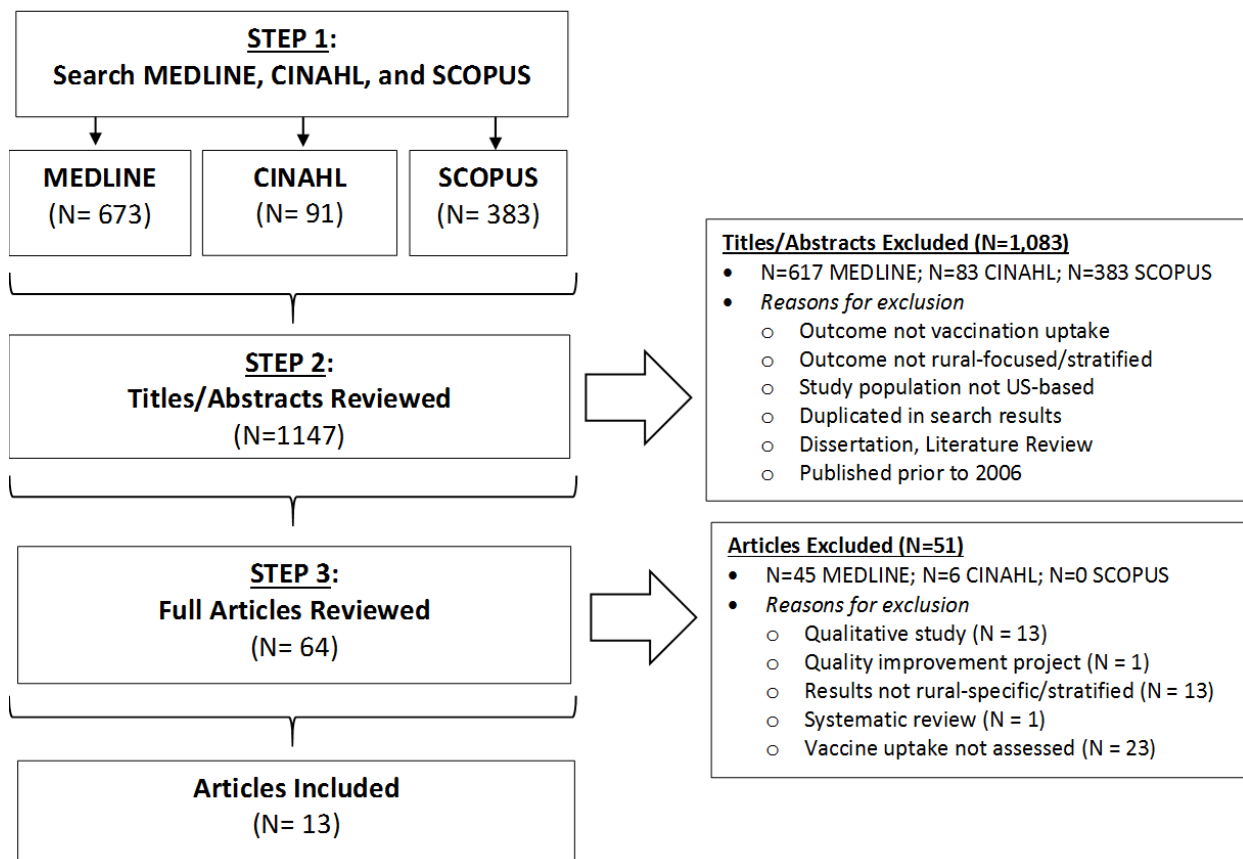 STEP 1:
Search MEDLINE, CINAHL, and SCOPUS
MEDLINE
(N= 673)
CINAHL
(N= 91)
SCOPUS
(N= 383)
Titles/Abstracts Excluded (N=1,083)
• N=617 MEDLINE; N=83 CINAHL; N=383 SCOPUS
• Reasons for exclusion
o Outcome not vaccination uptake
o Outcome not rural-focused/stratified
o Study population not US-based
o Duplicated in search results
o Dissertation, Literature Review
o Published prior to 2006
STEP 2:
Titles/Abstracts Reviewed
(N=1147)
STEP 3:
Full Articles Reviewed
(N= 64)
Articles Excluded (N=51)
• N=45 MEDLINE; N=6 CINAHL; N=0 SCOPUS
• Reasons for exclusion
o Qualitative study (N = 13)
o Quality improvement project (N = 1)
o Results not rural-specific/stratified (N = 13)
o Systematic review (N = 1)
o Vaccine uptake not assessed (N = 23)
Articles Included
(N= 13)